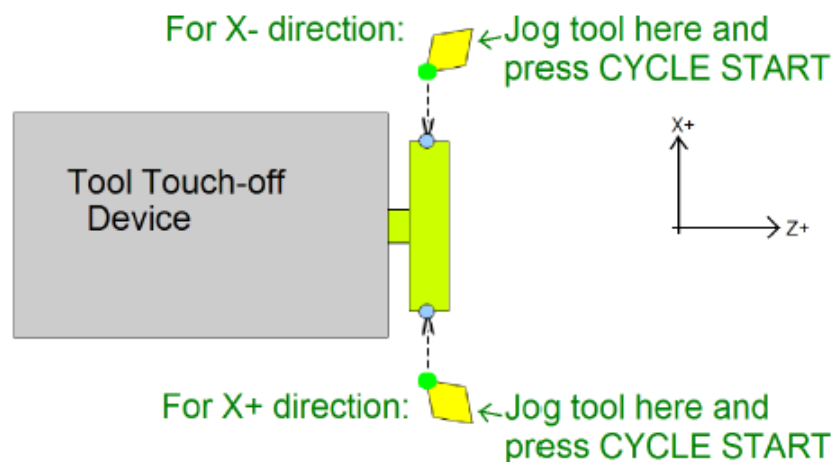 For X- direction:
Jog tool here and
press CYCLE START
Tool Touch-off
Device
X+
Z+
For X+ direction:
Jog tool here and
press CYCLE START